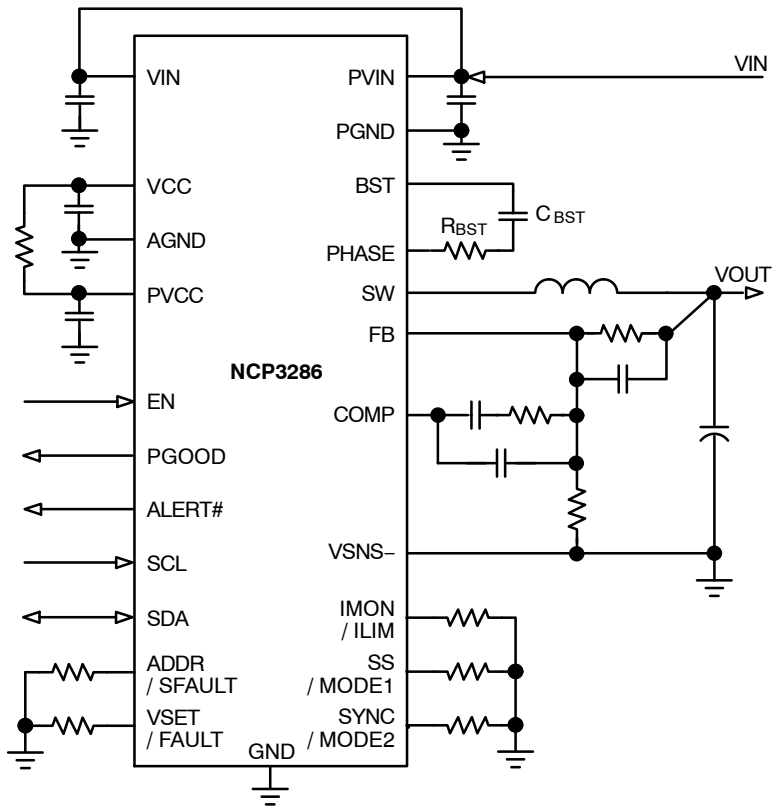 VIN
PVIN
VIN
PGND
VCC
BST
C BST
AGND
RBST
PHASE
PVCC
SW
VOUT
FB
NCP3286
EN
COMP
PGOOD
ALERT#
SCL
VSNS–
SDA
IMON
/ ILIM
ADDR
/ SFAULT
SS
/ MODE1
VSET
/ FAULT
SYNC
/ MODE2
GND